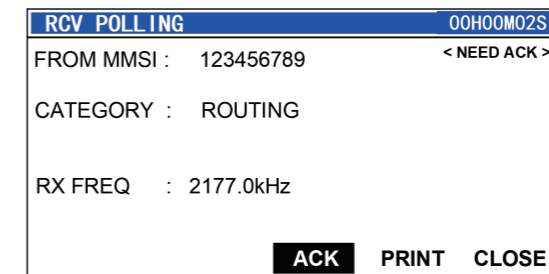 RCV POLLING 00H00M02S
FROM MMSI : 123456789 < NEED ACK >
CATEGORY : ROUTING
RX FREQ : 2177.0kHz
ACK PRINT CLOSE